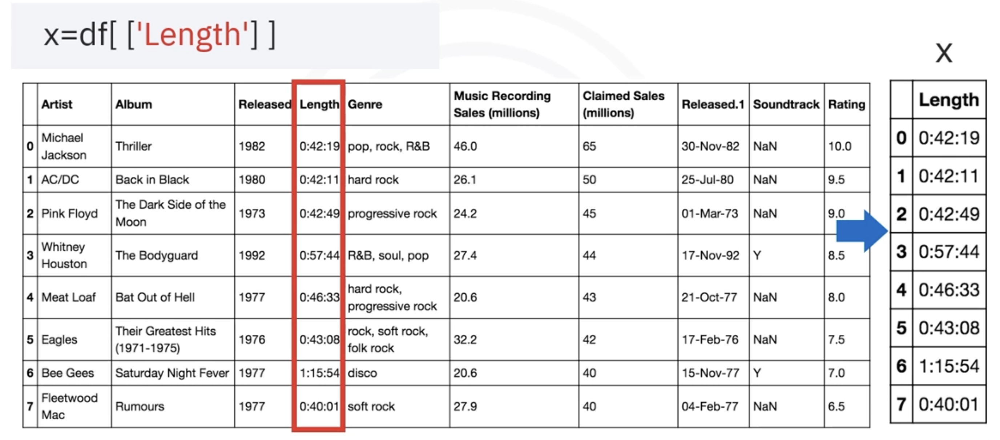 x=df[ ['Length'] ]
x
Artist Album Released Length Genre Music Recording Sales (millions) Claimed Sales (millions) Released.1 Soundtrack Rating
0 Michael Jackson Thriller 1982 0:42:19 pop, rock, R&B 46.0 65 30-Nov-82 NaN 10.0
1 AC/DC Back in Black 1980 0:42:11 hard rock 26.1 50 25-Jul-80 NaN 9.5
2 Pink Floyd The Dark Side of the Moon 1973 0:42:49 progressive rock 24.2 45 01-Mar-73 NaN 9.0
3 Whitney Houston The Bodyguard 1992 0:57:44 R&B, soul, pop 27.4 44 17-Nov-92 Y 8.5
4 Meat Loaf Bat Out of Hell 1977 0:46:33 hard rock, progressive rock 20.6 43 21-Oct-77 NaN 8.0
5 Eagles Their Greatest Hits (1971-1975) 1976 0:43:08 rock, soft rock, folk rock 32.2 42 17-Feb-76 NaN 7.5
6 Bee Gees Saturday Night Fever 1977 1:15:54 disco 20.6 40 15-Nov-77 Y 7.0
7 Fleetwood Mac Rumours 1977 0:40:01 soft rock 27.9 40 04-Feb-77 NaN 6.5
Length
0 0:42:19
1 0:42:11
2 0:42:49
3 0:57:44
4 0:46:33
5 0:43:08
6 1:15:54
7 0:40:01